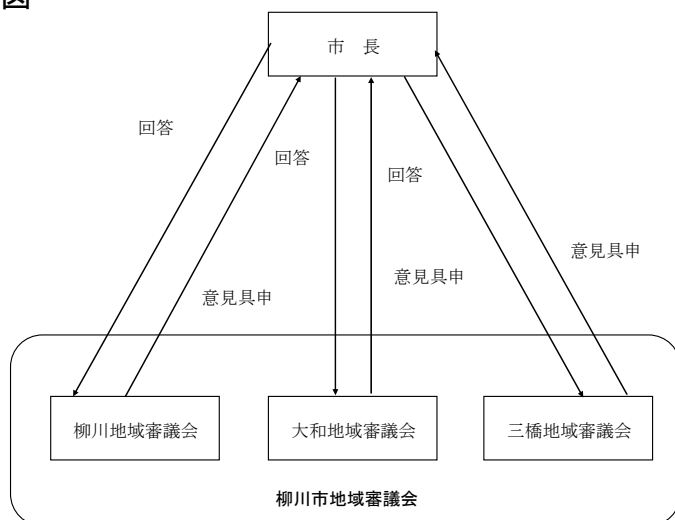 図
市　長
回答
回答
回答
意見具申
意見具申
意見具申
柳川地域審議会
大和地域審議会
三橋地域審議会
柳川市地域審議会